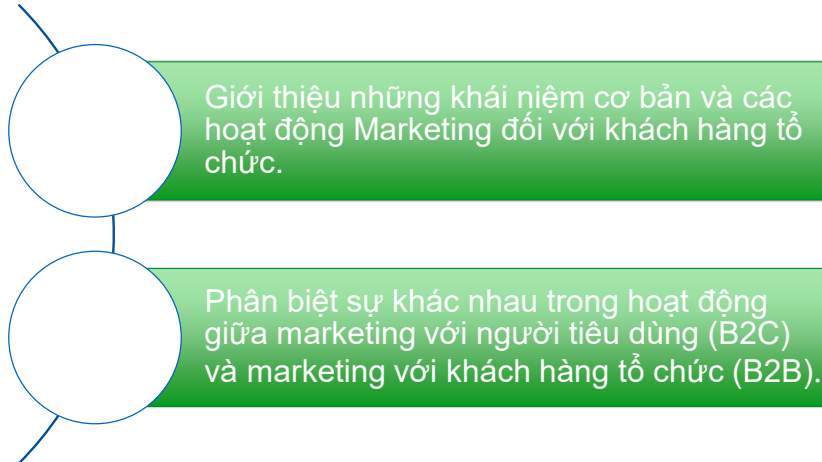 Giới thiệu những khái niệm cơ bản và các
hoạt động Marketing đối với khách hàng tổ
chức.
Phân biệt sự khác nhau trong hoạt động
giữa marketing với người tiêu dùng (B2C)
và marketing với khách hàng tổ chức (B2B).